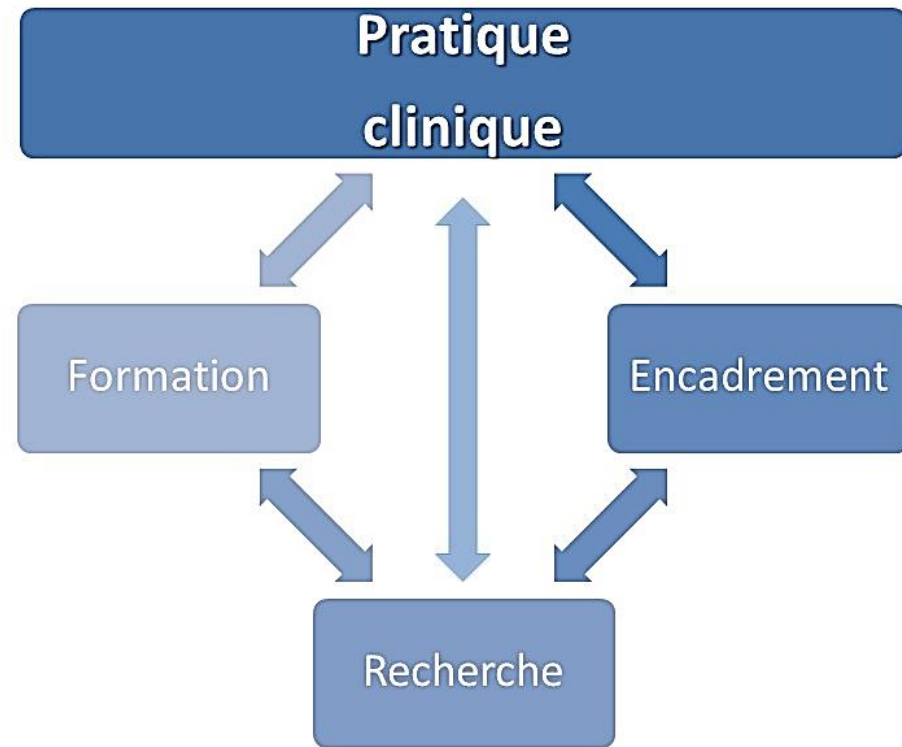 Pratique
clinique
Formation
Encadrement
Recherche